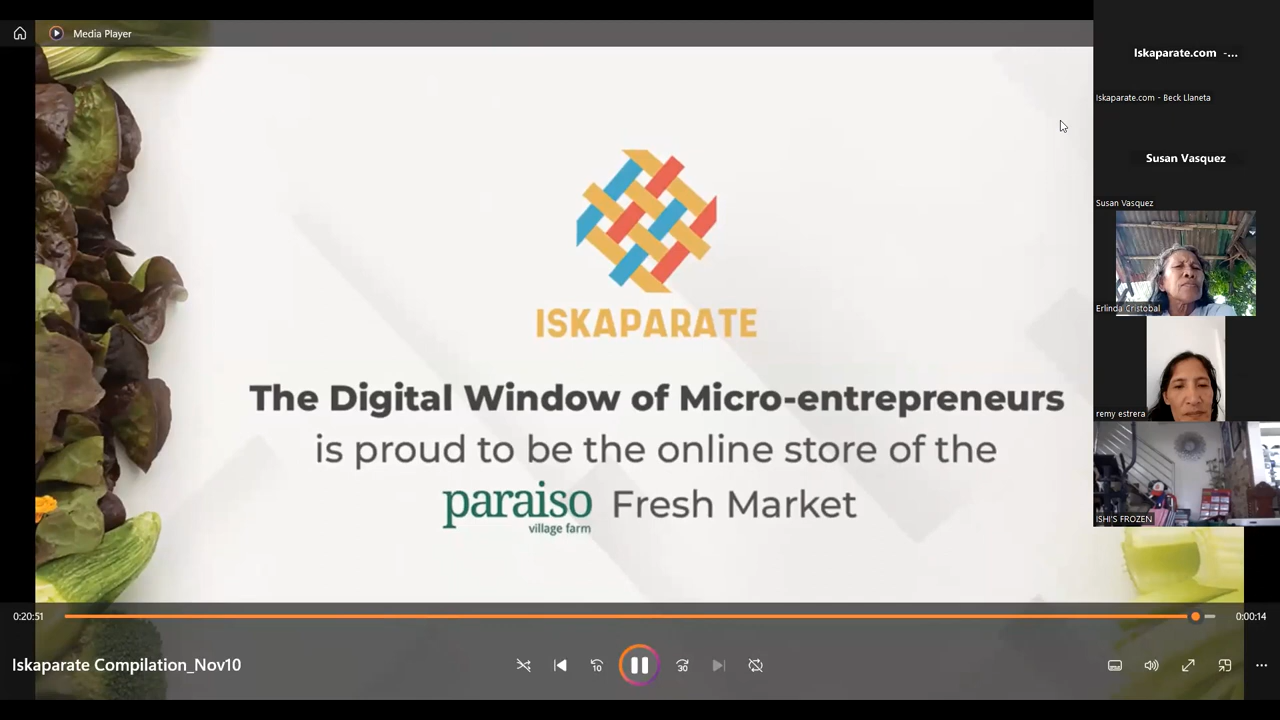 Media Player
ISKAPARATE
The Digital Window of Micro-entrepreneurs
is proud to be the online store of the
paraiso Fresh Market
village farm
0:20:51
0:00:14
Iskaparate Compilation_Nov10
10
30
Iskaparate.com -...
Iskaparate.com - Beck Llaneta
Susan Vasquez
Susan Vasquez
Erlinda Cristobal
remy estrera
ISHI'S FROZEN